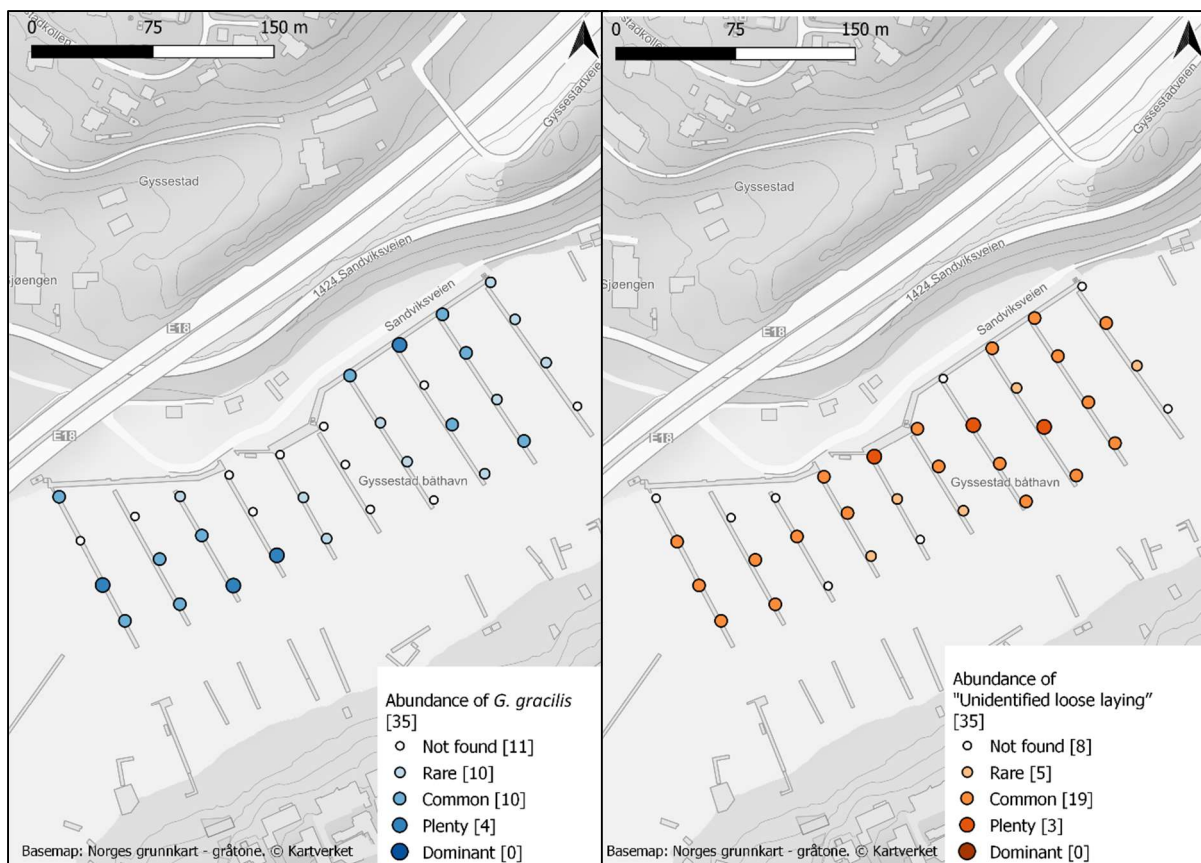 0 75 150 m
stadkollen
Gyssestadveien
Gyssestad
Sjøengen
1424 Sandviksveien
E18
Sandviksveien
E18
Gyssestad båthavn
Abundance of G. gracilis
[35]
Not found [11]
Rare [10]
Common [10]
Plenty [4]
Dominant [0]
Basemap: Norges grunnkart - gråtone. © Kartverket
0 75 150 m
stadkollen
Gyssestadveien
Gyssestad
Sjøengen
1424 Sandviksveien
E18
Sandviksveien
E18
Gyssestad båthavn
Abundance of
"Unidentified loose laying”
[35]
Not found [8]
Rare [5]
Common [19]
Plenty [3]
Dominant [0]
Basemap: Norges grunnkart - gråtone. © Kartverket